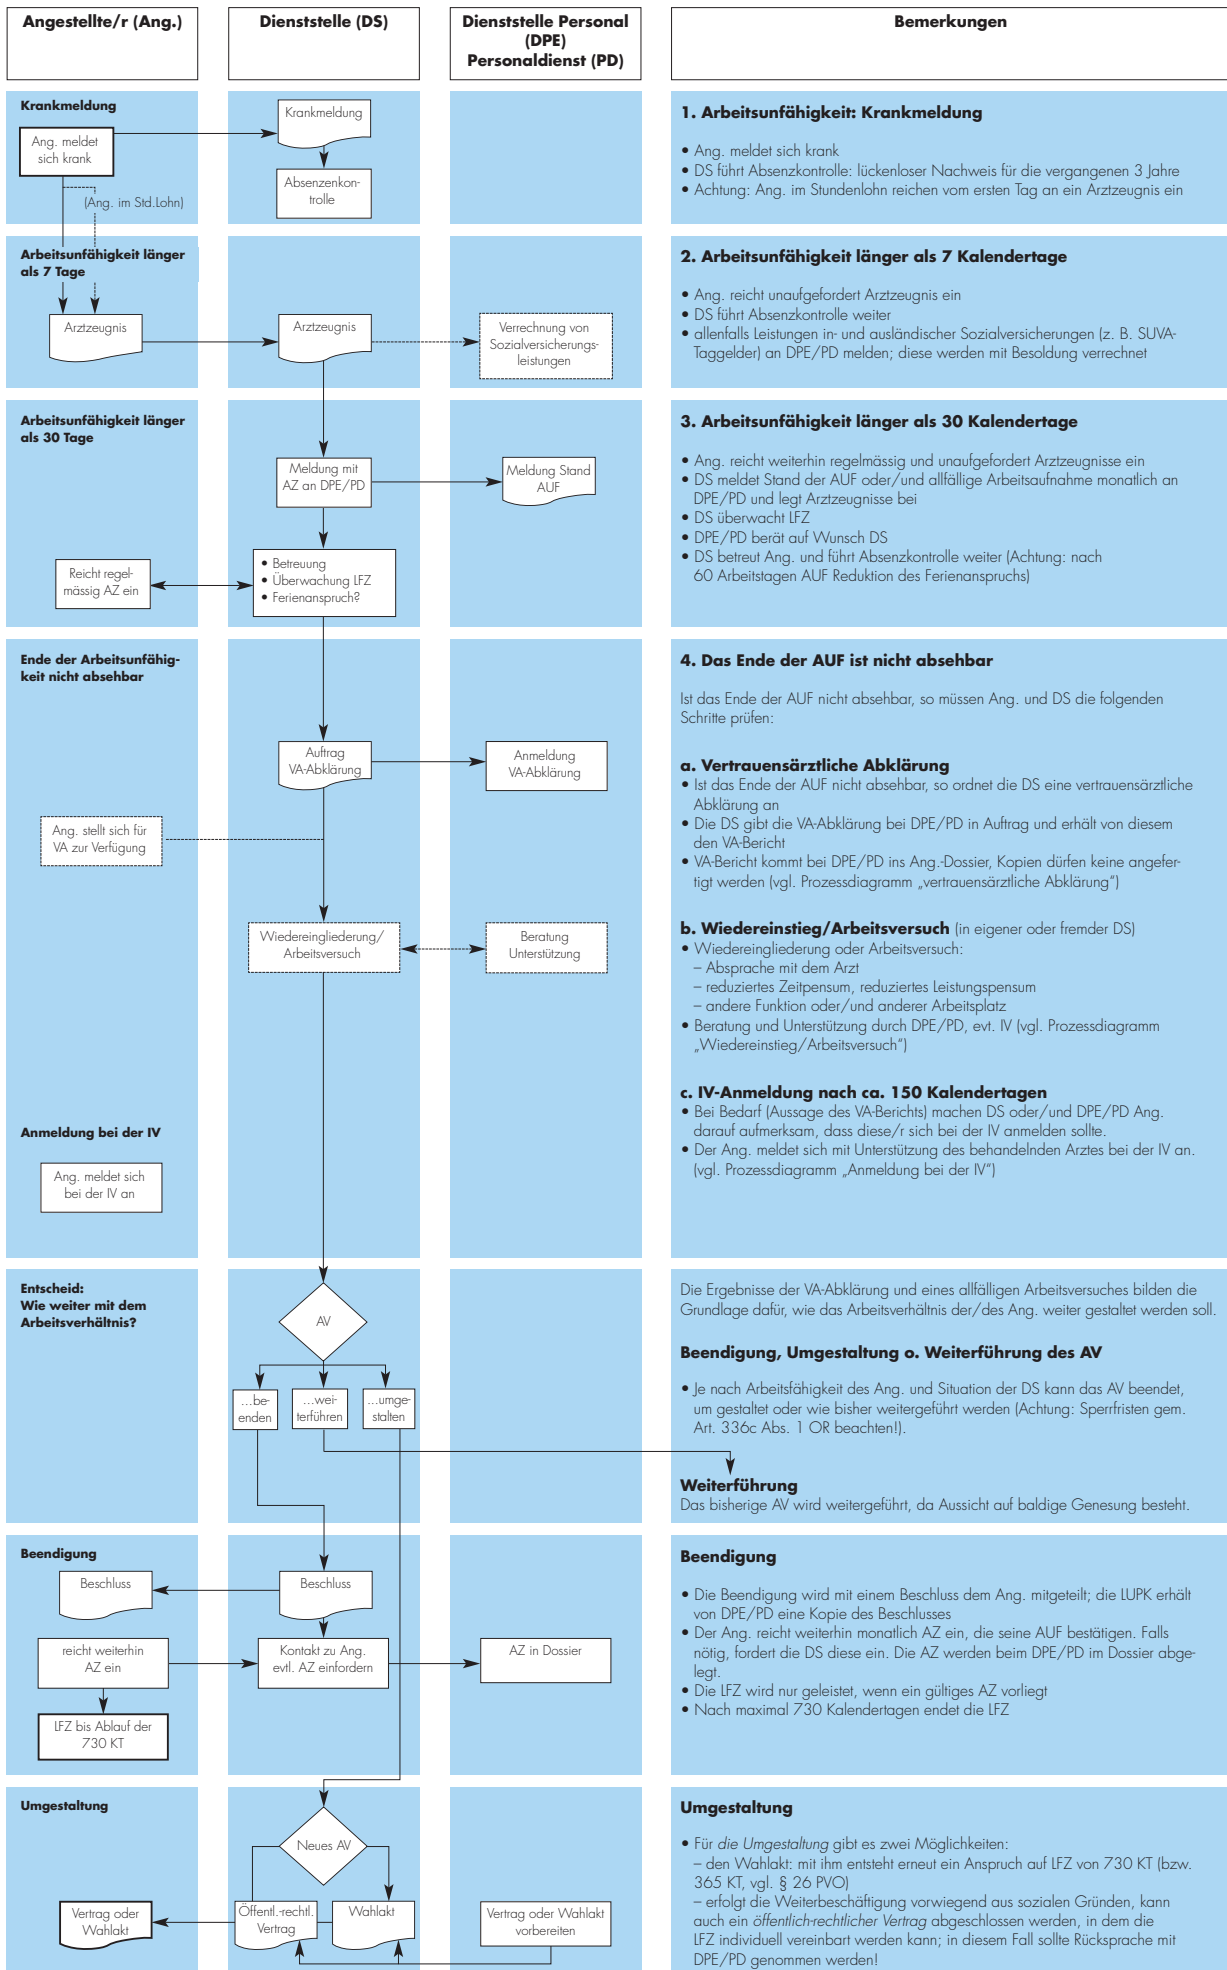 Angestellte/r (Ang.)
Dienststelle (DS)
Dienststelle Personal
(DPE)
Personaldienst (PD)
Bemerkungen
Krankmeldung
Ang. meldet
sich krank
(Ang. im Std.Lohn)
Krankmeldung
Absenzenkon-
trolle
1. Arbeitsunfähigkeit: Krankmeldung
• Ang. meldet sich krank
• DS führt Absenzkontrolle: lückenloser Nachweis für die vergangenen 3 Jahre
• Achtung: Ang. im Stundenlohn reichen vom ersten Tag an ein Arztzeugnis ein
Arbeitsunfähigkeit länger
als 7 Tage
Arztzeugnis
Arztzeugnis
Verrechnung von
Sozialversicherungs-
leistungen
2. Arbeitsunfähigkeit länger als 7 Kalendertage
• Ang. reicht unaufgefordert Arztzeugnis ein
• DS führt Absenzkontrolle weiter
• allenfalls Leistungen in- und ausländischer Sozialversicherungen (z. B. SUVA-
Taggelder) an DPE/PD melden; diese werden mit Besoldung verrechnet
Arbeitsunfähigkeit länger
als 30 Tage
Meldung mit
AZ an DPE/PD
Meldung Stand
AUF
Reicht regel-
mässig AZ ein
• Betreuung
• Überwachung LFZ
• Ferienanspruch?
3. Arbeitsunfähigkeit länger als 30 Kalendertage
• Ang. reicht weiterhin regelmässig und unaufgefordert Arztzeugnisse ein
• DS meldet Stand der AUF oder/und allfällige Arbeitsaufnahme monatlich an
DPE/PD und legt Arztzeugnisse bei
• DS überwacht LFZ
• DPE/PD berät auf Wunsch DS
• DS betreut Ang. und führt Absenzkontrolle weiter (Achtung: nach
60 Arbeitstagen AUF Reduktion des Ferienanspruchs)
Ende der Arbeitsunfähig-
keit nicht absehbar
Auftrag
VA-Abklärung
Anmeldung
VA-Abklärung
Ang. stellt sich für
VA zur Verfügung
Wiedereingliederung/
Arbeitsversuch
Beratung
Unterstützung
Anmeldung bei der IV
Ang. meldet sich
bei der IV an
4. Das Ende der AUF ist nicht absehbar
Ist das Ende der AUF nicht absehbar, so müssen Ang. und DS die folgenden
Schritte prüfen:
a. Vertrauensärztliche Abklärung
• Ist das Ende der AUF nicht absehbar, so ordnet die DS eine vertrauensärztliche
Abklärung an
• Die DS gibt die VA-Abklärung bei DPE/PD in Auftrag und erhält von diesem
den VA-Bericht
• VA-Bericht kommt bei DPE/PD ins Ang.-Dossier, Kopien dürfen keine angefer-
tigt werden (vgl. Prozessdiagramm „vertrauensärztliche Abklärung“)
b. Wiedereinstieg/Arbeitsversuch (in eigener oder fremder DS)
• Wiedereingliederung oder Arbeitsversuch:
– Absprache mit dem Arzt
– reduziertes Zeitpensum, reduziertes Leistungspensum
– andere Funktion oder/und anderer Arbeitsplatz
• Beratung und Unterstützung durch DPE/PD, evt. IV (vgl. Prozessdiagramm
„Wiedereinstieg/Arbeitsversuch“)
c. IV-Anmeldung nach ca. 150 Kalendertagen
• Bei Bedarf (Aussage des VA-Berichts) machen DS oder/und DPE/PD Ang.
darauf aufmerksam, dass diese/r sich bei der IV anmelden sollte.
• Der Ang. meldet sich mit Unterstützung des behandelnden Arztes bei der IV an.
(vgl. Prozessdiagramm „Anmeldung bei der IV“)
Entscheid:
Wie weiter mit dem
Arbeitsverhältnis?
AV
...be-
enden
...wei-
terführen
...umge-
stalten
Die Ergebnisse der VA-Abklärung und eines allfälligen Arbeitsversuches bilden die
Grundlage dafür, wie das Arbeitsverhältnis der/des Ang. weiter gestaltet werden soll.
Beendigung, Umgestaltung o. Weiterführung des AV
• Je nach Arbeitsfähigkeit des Ang. und Situation der DS kann das AV beendet,
um gestaltet oder wie bisher weitergeführt werden (Achtung: Sperrfristen gem.
Art. 336c Abs. 1 OR beachten!).
Weiterführung
Das bisherige AV wird weitergeführt, da Aussicht auf baldige Genesung besteht.
Beendigung
Beschluss
Beschluss
reicht weiterhin
AZ ein
Kontakt zu Ang.
evtl. AZ einfordern
AZ in Dossier
LFZ bis Ablauf der
730 KT
Beendigung
• Die Beendigung wird mit einem Beschluss dem Ang. mitgeteilt; die LUPK erhält
von DPE/PD eine Kopie des Beschlusses
• Der Ang. reicht weiterhin monatlich AZ ein, die seine AUF bestätigen. Falls
nötig, fordert die DS diese ein. Die AZ werden beim DPE/PD im Dossier abge-
legt.
• Die LFZ wird nur geleistet, wenn ein gültiges AZ vorliegt
• Nach maximal 730 Kalendertagen endet die LFZ
Umgestaltung
Neues AV
Vertrag oder
Wahlakt
Öffentl.-rechtl.
Vertrag
Wahlakt
Vertrag oder Wahlakt
vorbereiten
Umgestaltung
• Für die Umgestaltung gibt es zwei Möglichkeiten:
– den Wahlakt: mit ihm entsteht erneut ein Anspruch auf LFZ von 730 KT (bzw.
365 KT, vgl. § 26 PVO)
– erfolgt die Weiterbeschäftigung vorwiegend aus sozialen Gründen, kann
auch ein öffentlich-rechtlicher Vertrag abgeschlossen werden, in dem die
LFZ individuell vereinbart werden kann; in diesem Fall sollte Rücksprache mit
DPE/PD genommen werden!